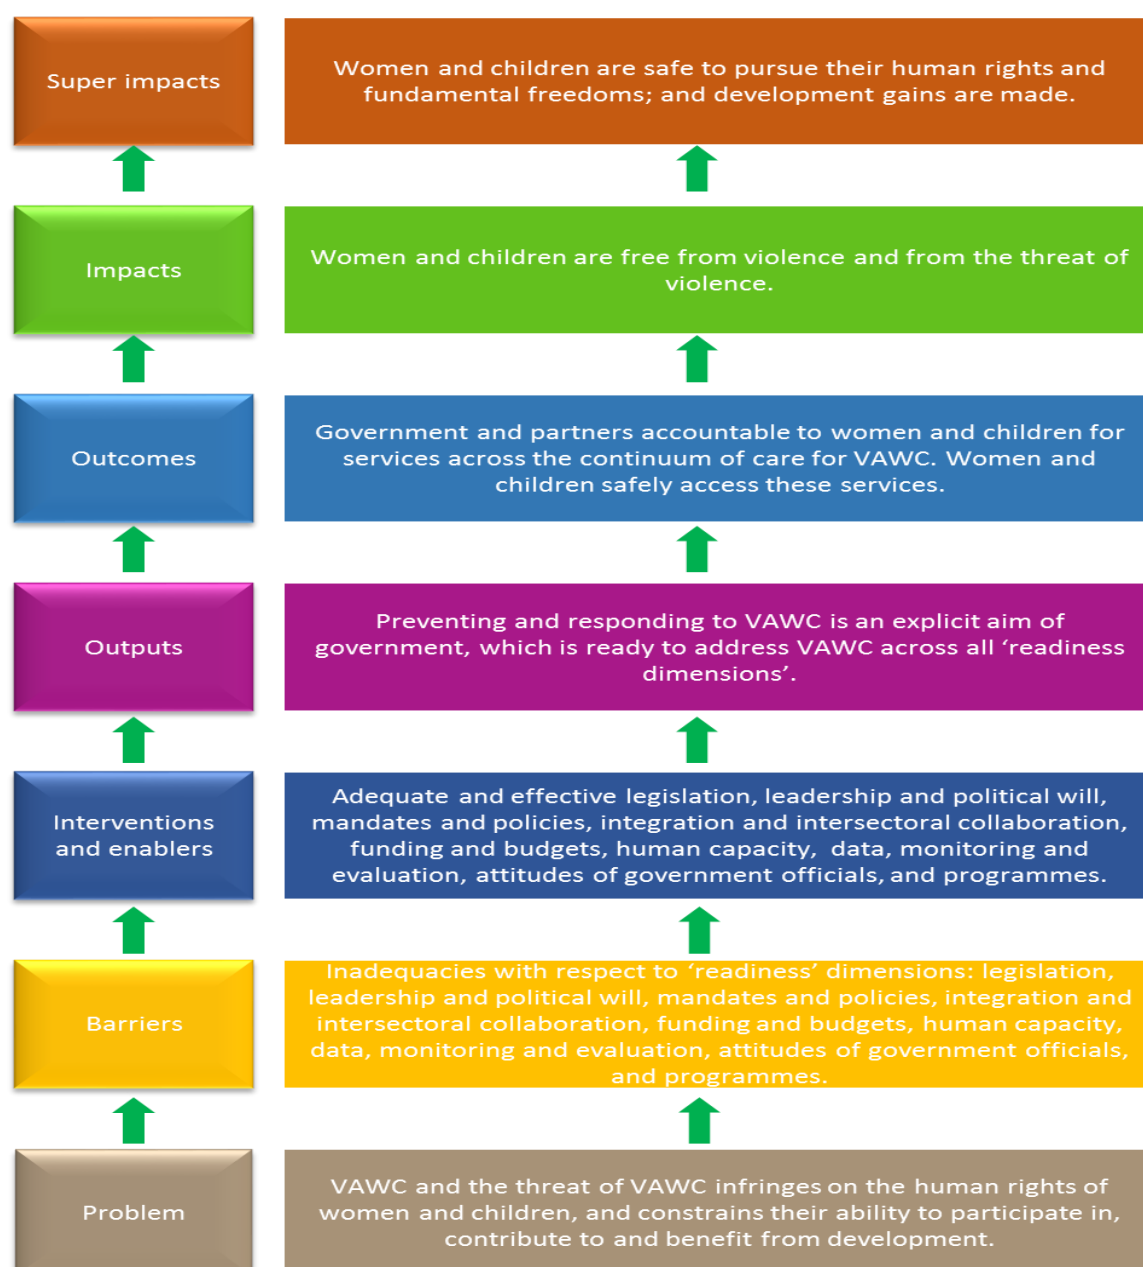 Super impacts
Women and children are safe to pursue their human rights and
fundamental freedoms; and development gains are made.
Impacts
Women and children are free from violence and from the threat of
violence.
Outcomes
Government and partners accountable to women and children for
services across the continuum of care for VAWC. Women and
children safely access these services.
Outputs
Preventing and responding to VAWC is an explicit aim of
government, which is ready to address VAWC across all ‘readiness
dimensions’.
Interventions
and enablers
Adequate and effective legislation, leadership and political will,
mandates and policies, integration and intersectoral collaboration,
funding and budgets, human capacity, data, monitoring and
evaluation, attitudes of government officials, and programmes.
Barriers
Inadequacies with respect to ‘readiness’ dimensions: legislation,
leadership and political will, mandates and policies, integration and
intersectoral collaboration, funding and budgets, human capacity,
data, monitoring and evaluation, attitudes of government officials,
and programmes.
Problem
VAWC and the threat of VAWC infringes on the human rights of
women and children, and constrains their ability to participate in,
contribute to and benefit from development.